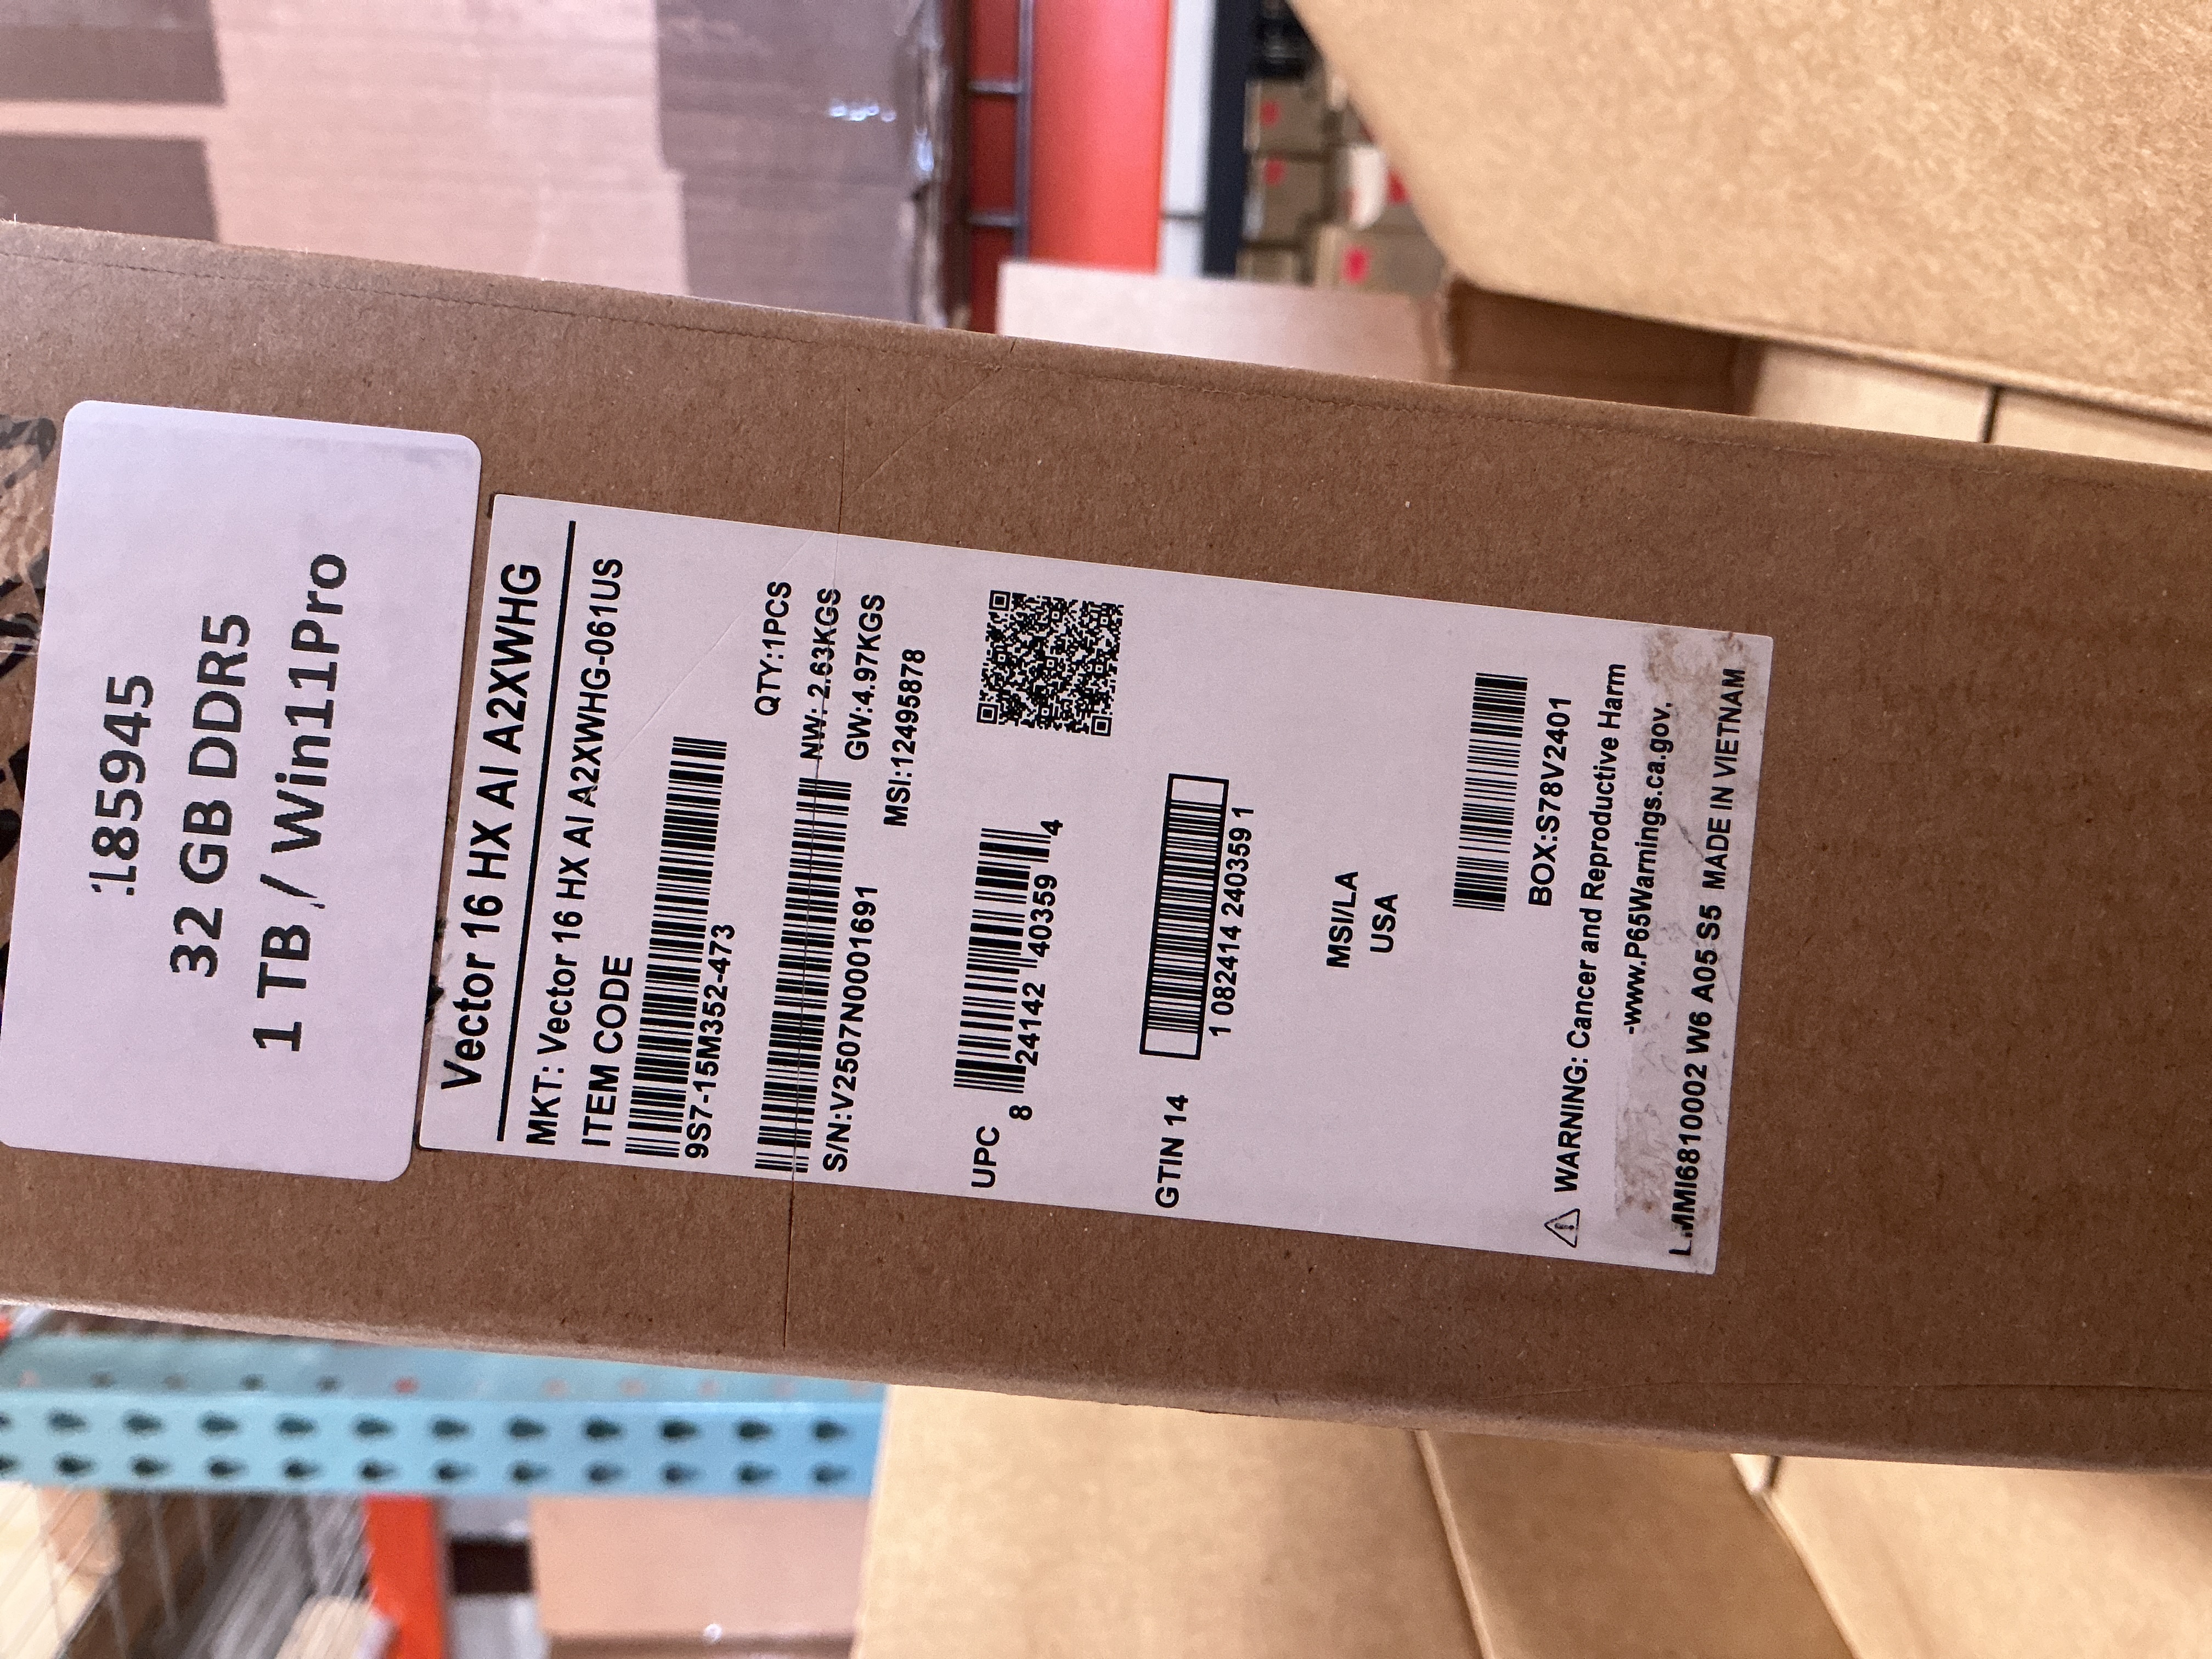 185945
32 GB DDR5
1 TB / Win11Pro
Vector 16 HX AI A2XWHG
MKT: Vector 16 HX AI A2XWHG-061US
ITEM CODE
9S7-15M352-473
QTY:1PCS
NW: 2.63KGS
S/N:V2507N0001691
GW:4.97KGS
MSI:12495878
UPC
8 24142 40359 4
GTIN 14
1 082414 240359 1
MSI/LA
USA
BOX:S78V2401
WARNING: Cancer and Reproductive Harm
-www.P65Warnings.ca.gov.
LMMI6810002 W6 A05 S5 MADE IN VIETNAM